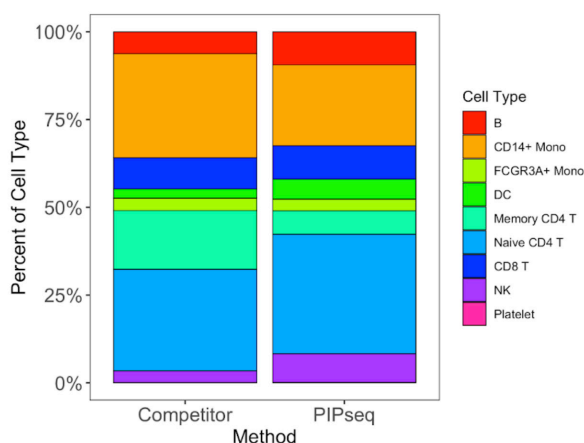 100%
75%
50%
25%
0%
Percent of Cell Type
Competitor
PIPseq
Method
Cell Type
B
CD14+ Mono
FCGR3A+ Mono
DC
Memory CD4 T
Naive CD4 T
CD8 T
NK
Platelet